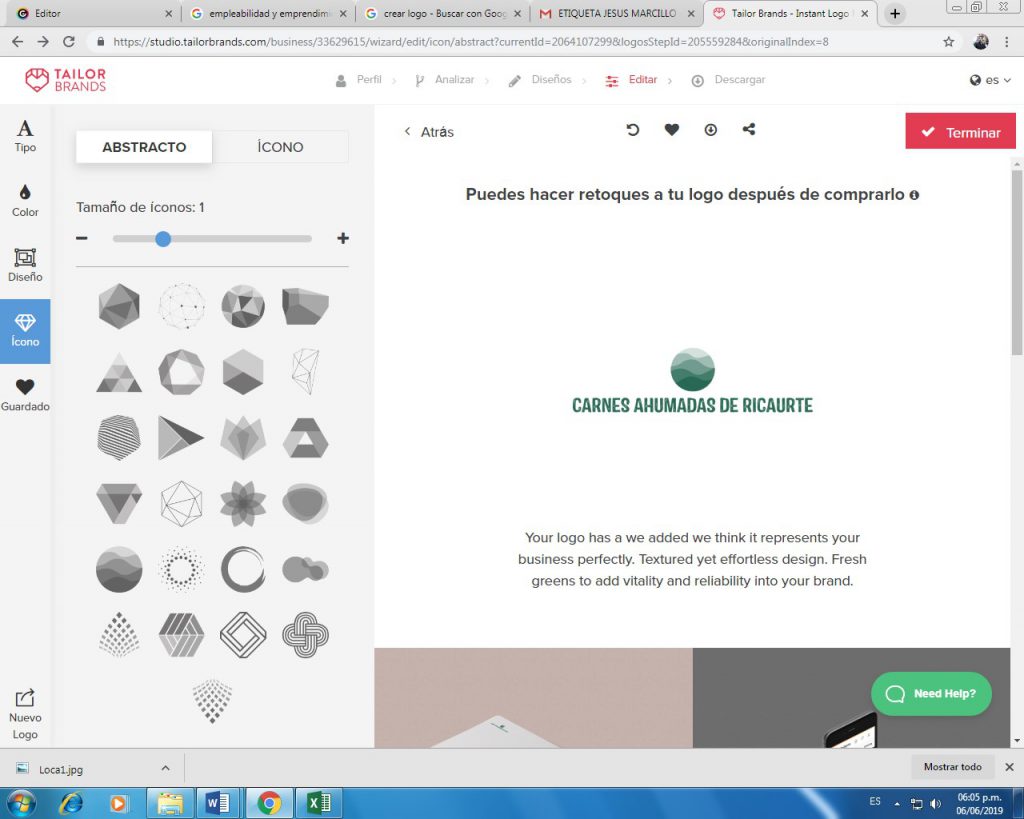 Editor
empleabilidad y emprendimi
crear logo - Buscar con Goog
ETIQUETA JESUS MARCILLO
Tailor Brands - Instant Logo
https://studio.tailorbrands.com/business/33629615/wizard/edit/icon/abstract?currentId=2064107299&logosStepId=205559284&originalIndex=8
TAILOR
BRANDS
Perfil
Analizar
Diseños
Editar
Descargar
es
Tipo
Color
Diseño
Ícono
Guardado
Nuevo
Logo
ABSTRACTO
ÍCONO
Tamaño de íconos: 1
Atrás
Terminar
Puedes hacer retoques a tu logo después de comprarlo
CARNES AHUMADAS DE RICAURTE
Your logo has a we added we think it represents your
business perfectly. Textured yet effortless design. Fresh
greens to add vitality and reliability into your brand.
Need Help?
Loca1.jpg
Mostrar todo
ES
06:05 p.m.
06/06/2019